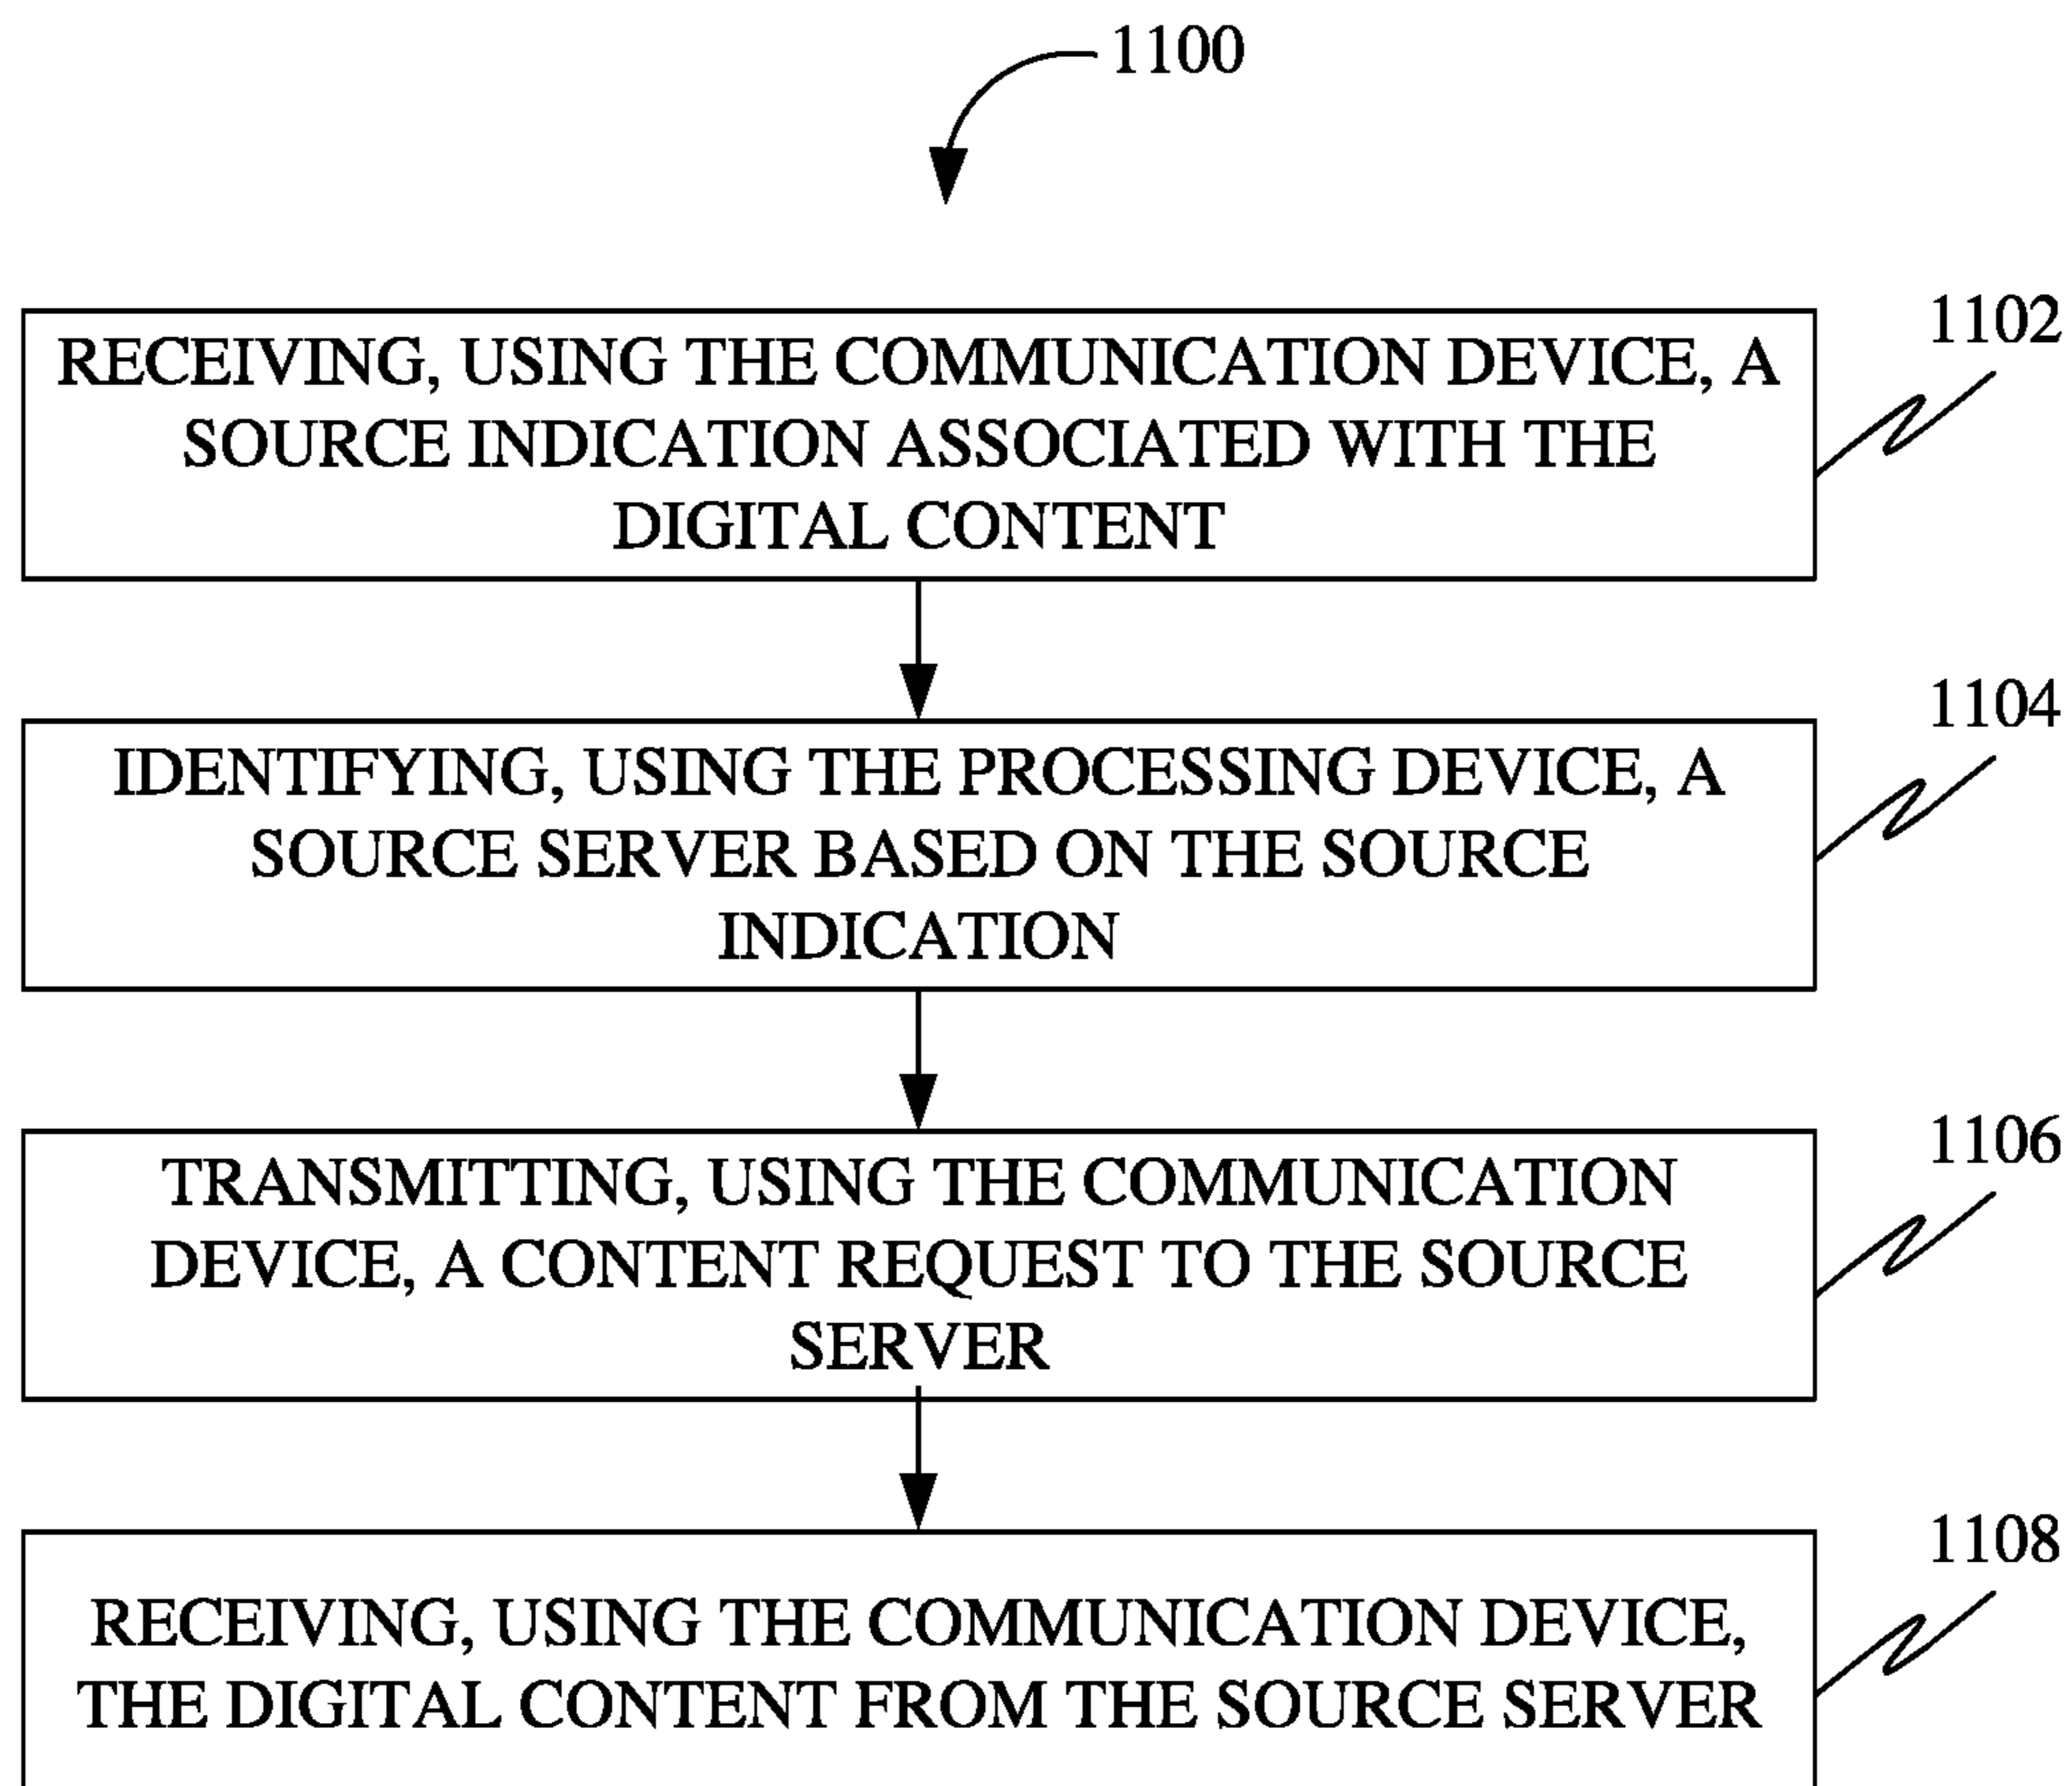 1100
1102
RECEIVING, USING THE COMMUNICATION DEVICE, A
SOURCE INDICATION ASSOCIATED WITH THE
DIGITAL CONTENT
1104
IDENTIFYING, USING THE PROCESSING DEVICE, A
SOURCE SERVER BASED ON THE SOURCE
INDICATION
1106
TRANSMITTING, USING THE COMMUNICATION
DEVICE, A CONTENT REQUEST TO THE SOURCE
SERVER
1108
RECEIVING, USING THE COMMUNICATION DEVICE,
THE DIGITAL CONTENT FROM THE SOURCE SERVER